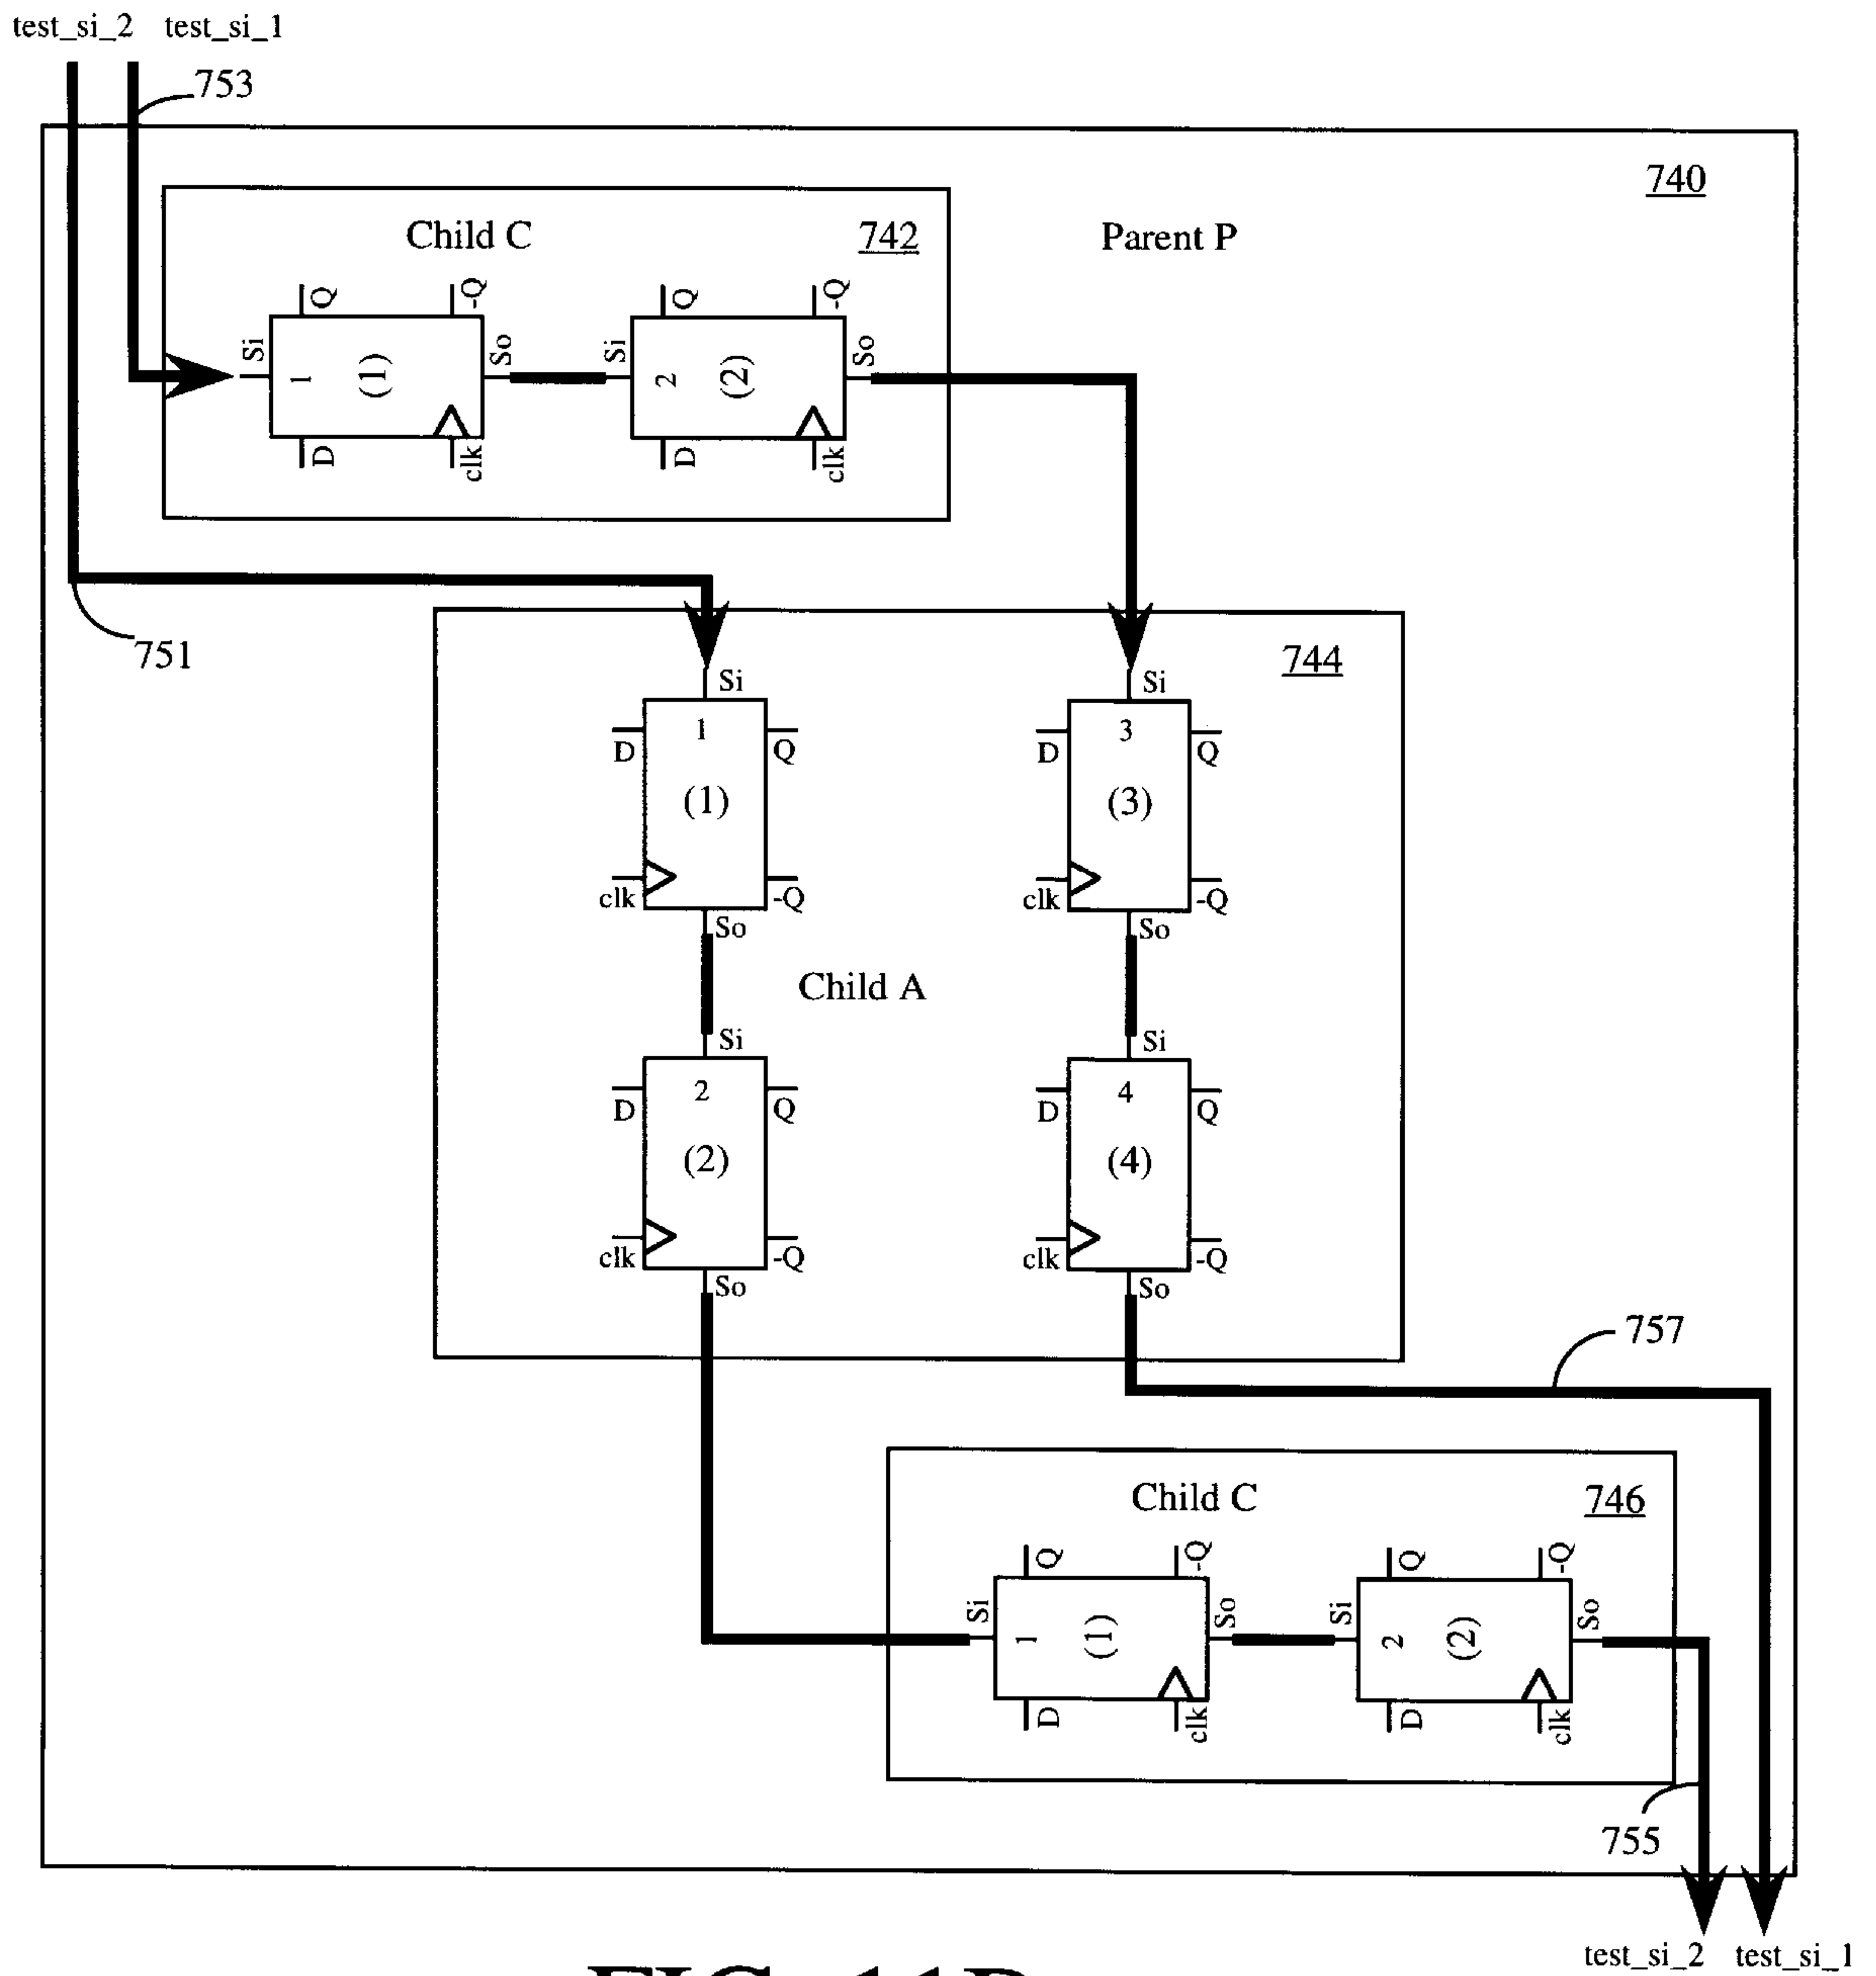 test_si_2 test_si_1
753
740
Child C 742 Parent P
Q -Q Q -Q
Si 1 (1) So Si 2 (2) So
D clk D clk
751
744
Si Si
1 3
D Q D Q
(1) (3)
clk -Q clk -Q
So So
Child A
Si Si
2 4
D Q D Q
(2) (4)
clk -Q clk -Q
So So
757
Child C 746
Q -Q Q -Q
Si 1 (1) So Si 2 (2) So
D clk D clk
755
test_si_2 test_si_1